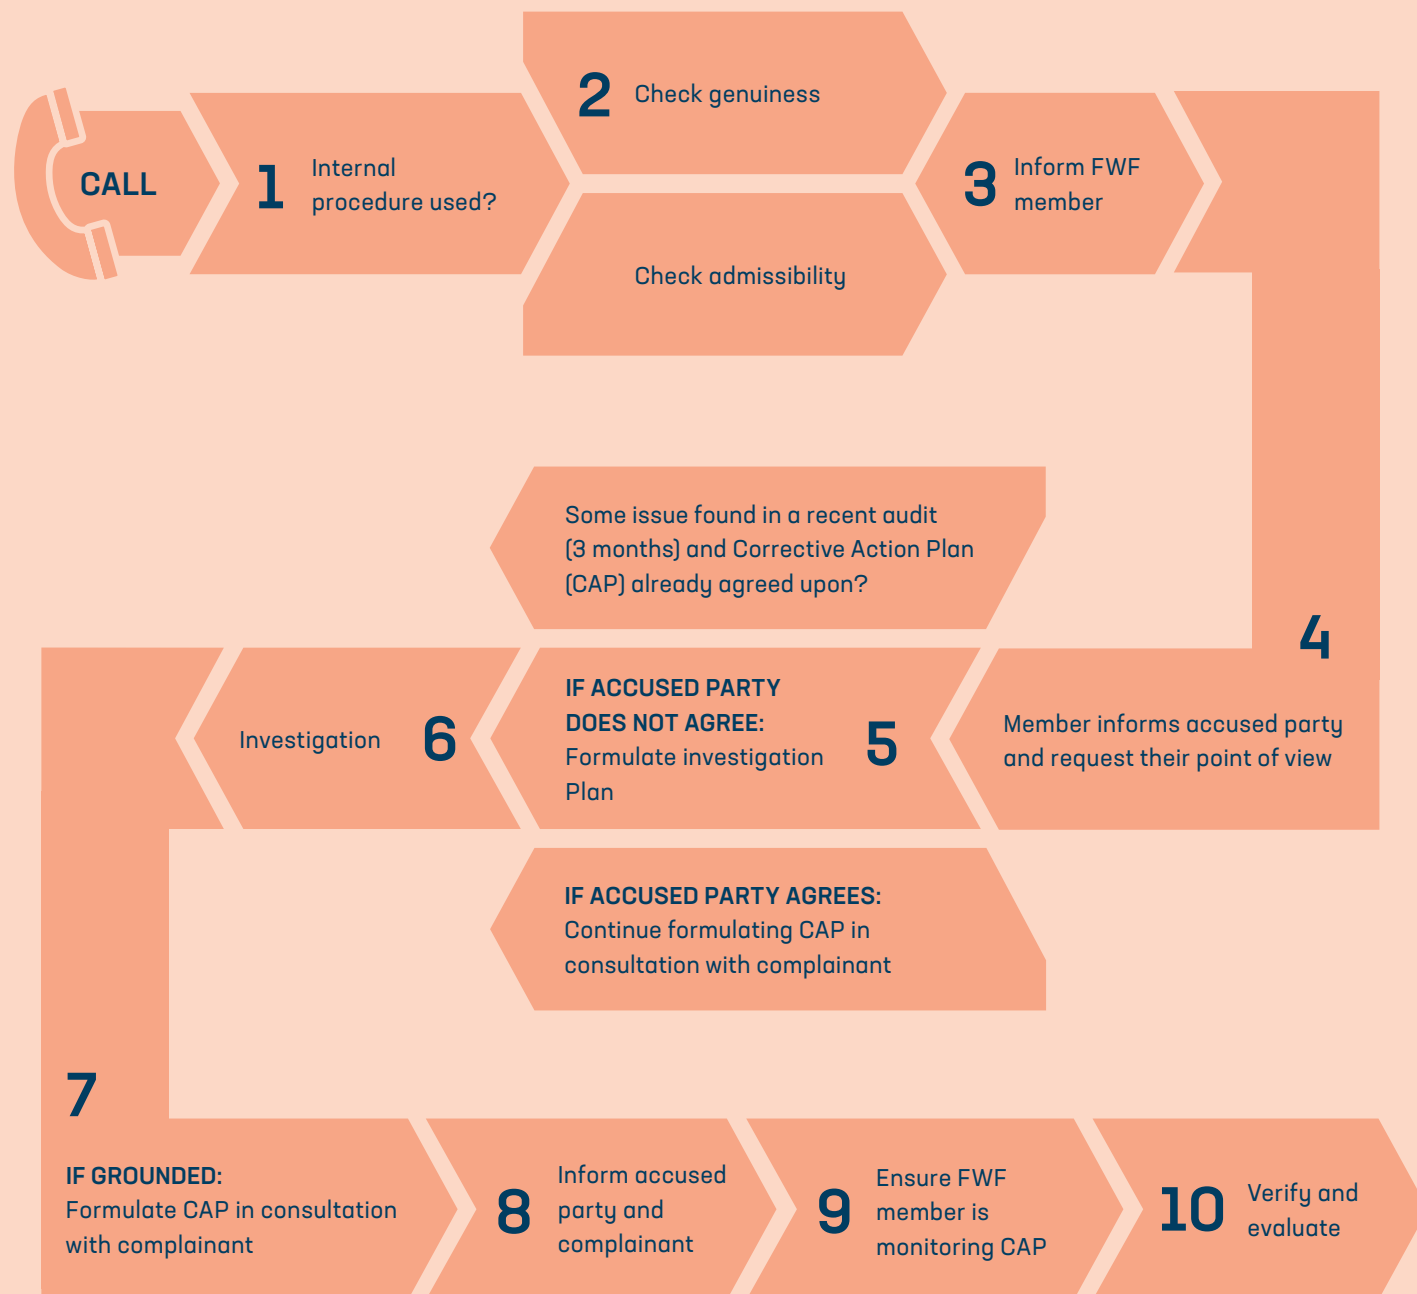 CALL
1
Internal
procedure used?
2
Check genuiness
Check admissibility
3
Inform FWF
member
4
Member informs accused party
and request their point of view
Some issue found in a recent audit
(3 months) and Corrective Action Plan
(CAP) already agreed upon?
5
IF ACCUSED PARTY
DOES NOT AGREE:
Formulate investigation
Plan
IF ACCUSED PARTY AGREES:
Continue formulating CAP in
consultation with complainant
6
Investigation
7
IF GROUNDED:
Formulate CAP in consultation
with complainant
8
Inform accused
party and
complainant
9
Ensure FWF
member is
monitoring CAP
10
Verify and
evaluate